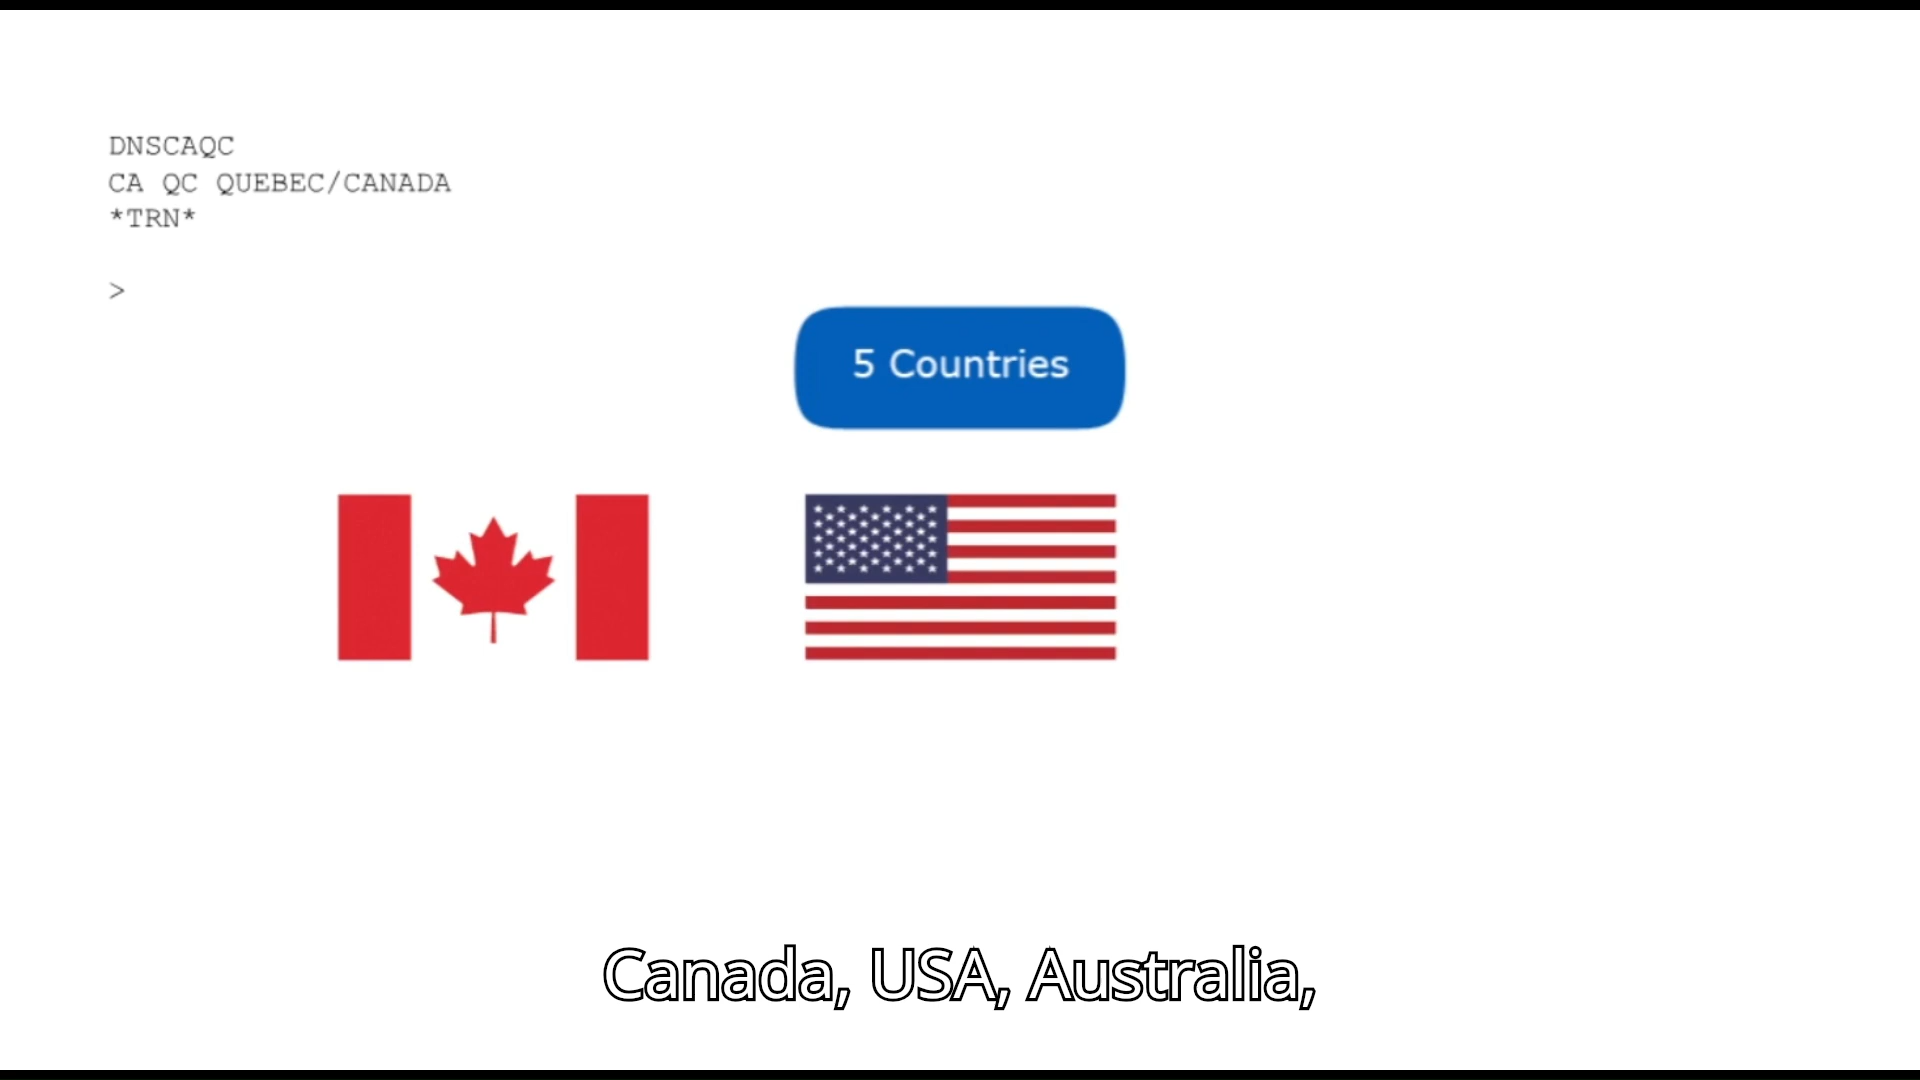 DNSCAQC
CA QC QUEBEC/CANADA
*TRN*
>
5 Countries
Canada, USA, Australia,